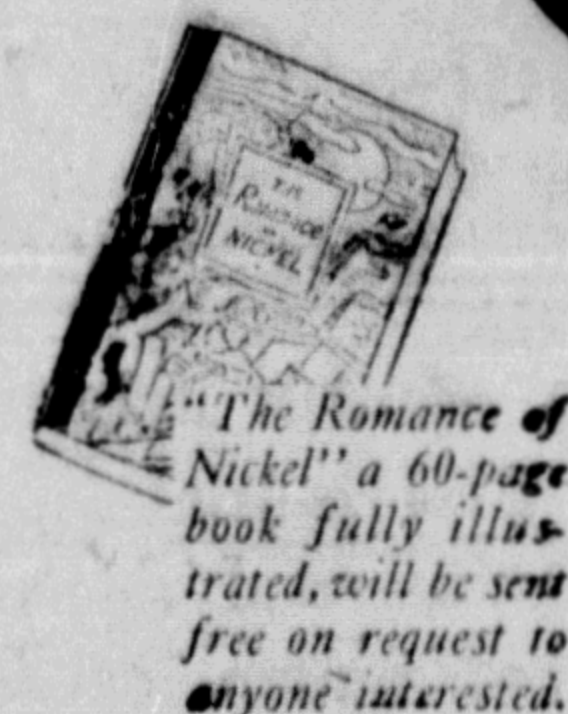 THE
ROMANCE
OF
NICKEL
"The Romance of
Nickel" a 60-page
book fully illus-
trated, will be sent
free on request to
anyone interested.